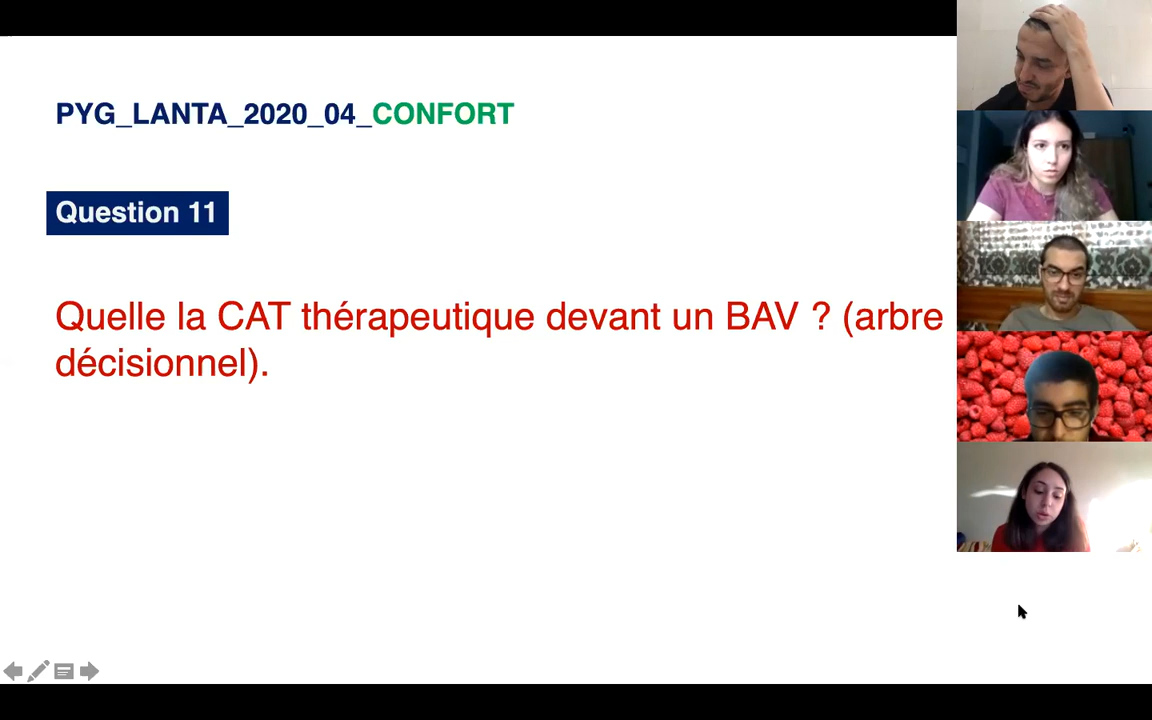 PYG_LANTA_2020_04_CONFORT
Question 11
Quelle la CAT thérapeutique devant un BAV ? (arbre
décisionnel).